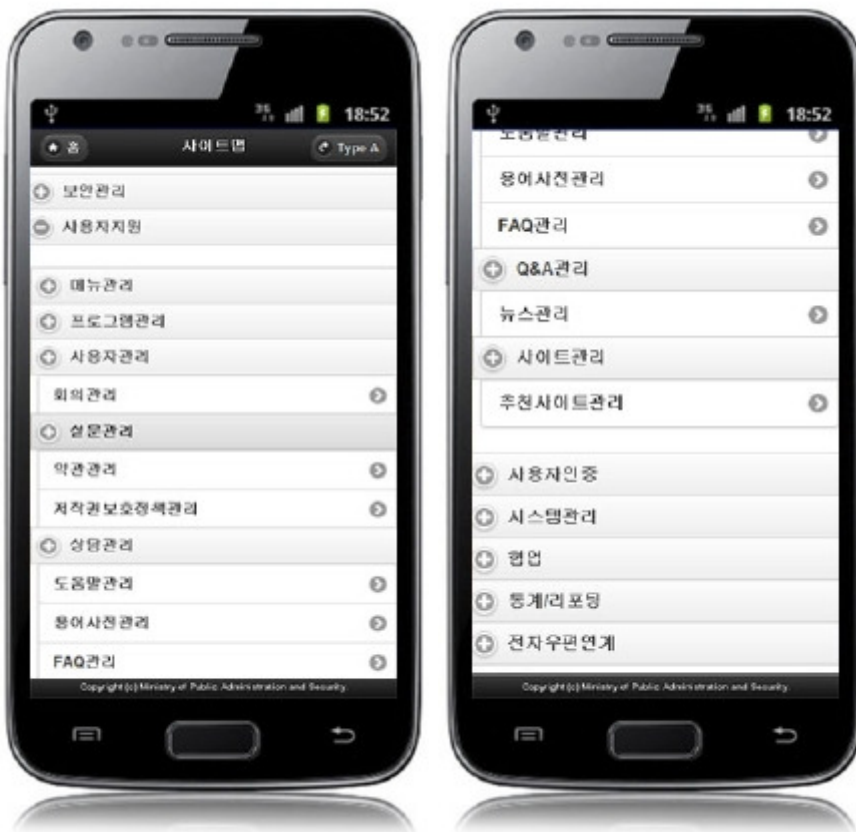 3G
18:52
홈
사이트맵
Type A
보안관리
사용자지원
메뉴관리
프로그램관리
사용자관리
회의관리
설문관리
약관관리
저작권보호정책관리
상담관리
도움말관리
용어사전관리
FAQ관리
Copyright(c) Ministry of Public Administration and Security.
3G
18:52
도움말관리
용어사전관리
FAQ관리
Q&A관리
뉴스관리
사이트관리
추천사이트관리
사용자인증
시스템관리
협업
통계/리포팅
전자우편연계
Copyright(c) Ministry of Public Administration and Security.